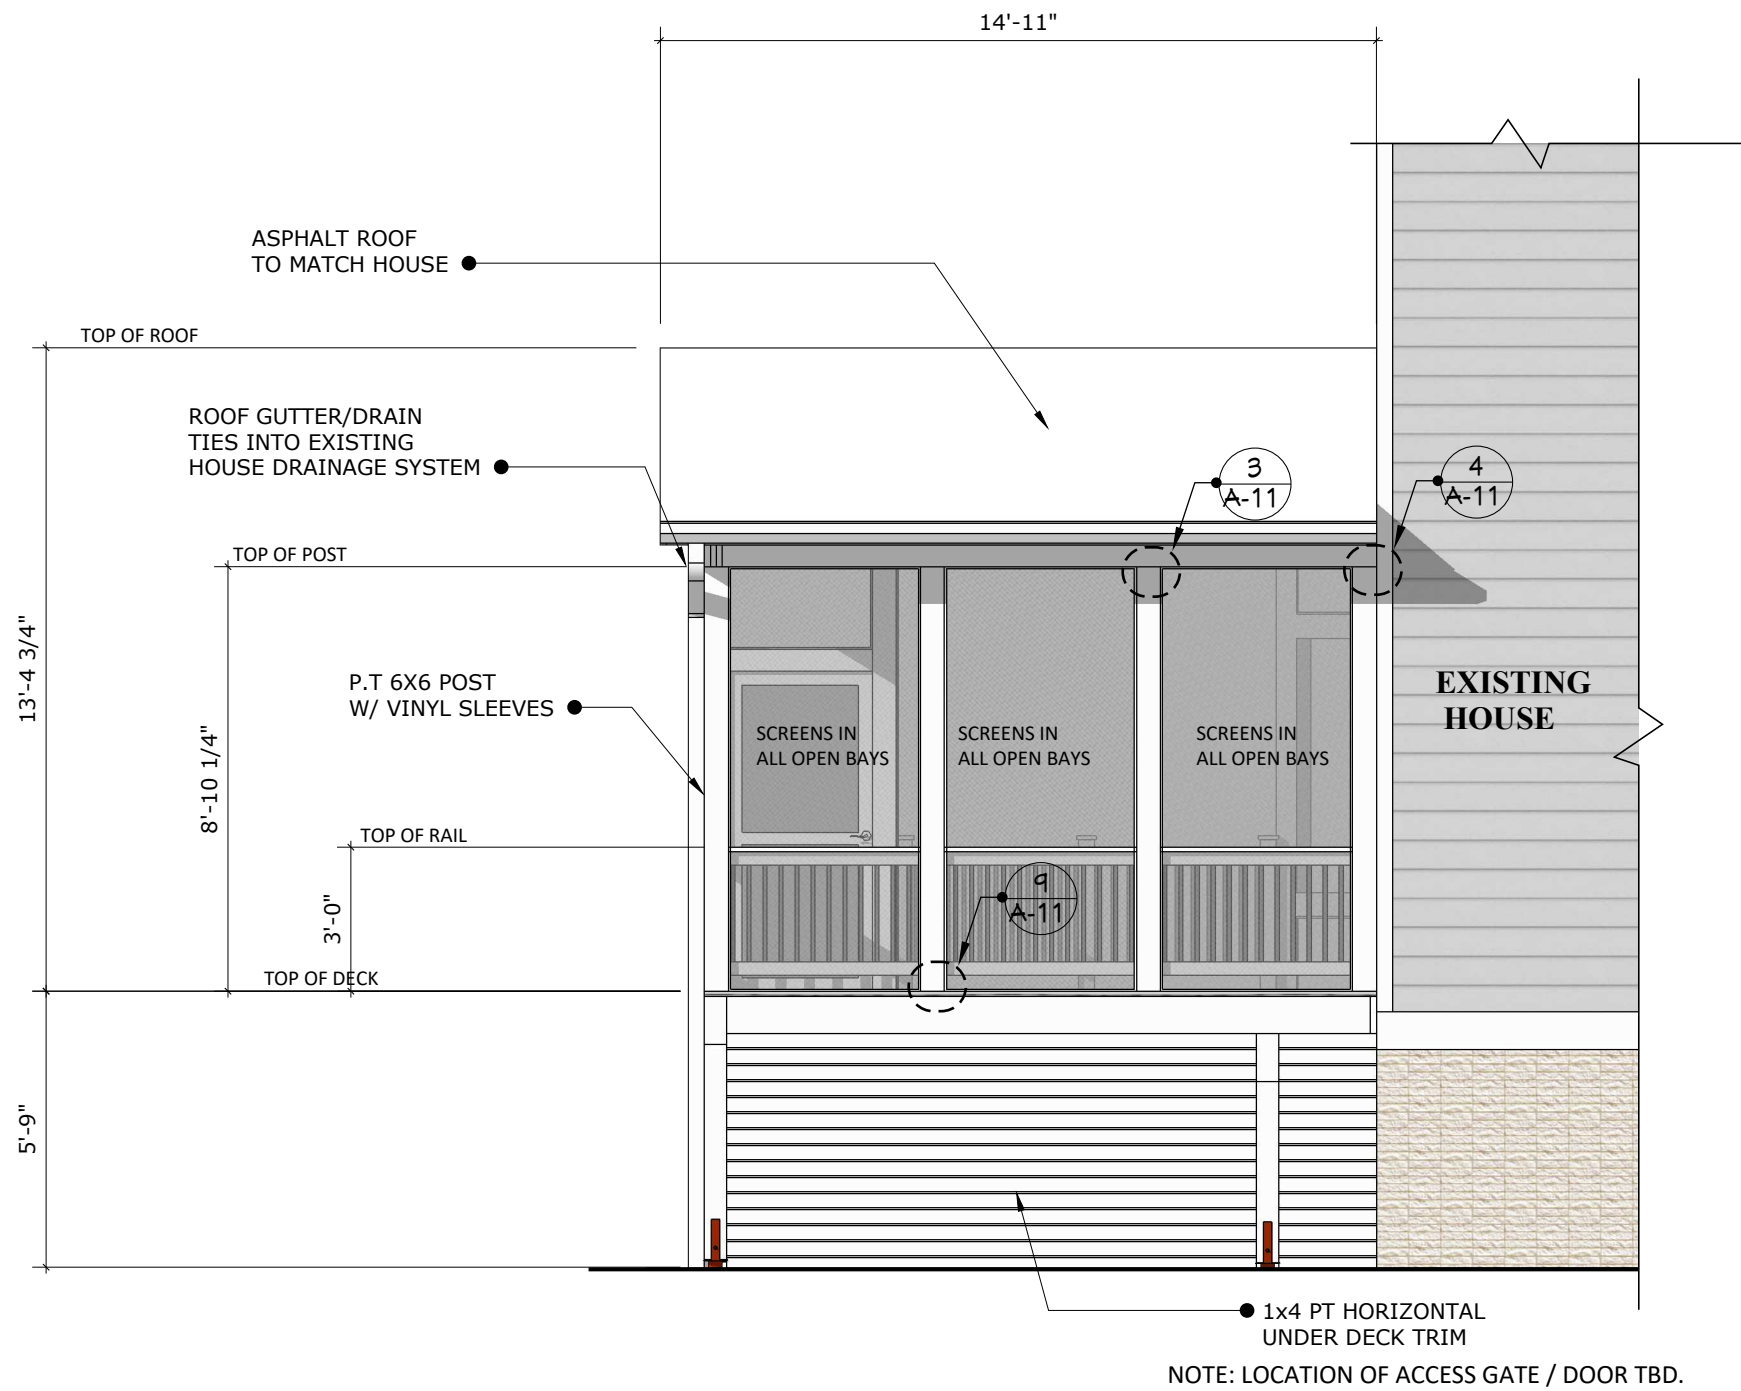 14'-11"
ASPHALT ROOF
TO MATCH HOUSE
TOP OF ROOF
ROOF GUTTER/DRAIN
TIES INTO EXISTING
HOUSE DRAINAGE SYSTEM
3
A-11
4
A-11
TOP OF POST
13'-4 3/4"
8'-10 1/4"
P.T 6X6 POST
W/ VINYL SLEEVES
SCREENS IN
ALL OPEN BAYS
SCREENS IN
ALL OPEN BAYS
SCREENS IN
ALL OPEN BAYS
EXISTING
HOUSE
TOP OF RAIL
3'-0"
9
A-11
TOP OF DECK
5'-9"
1x4 PT HORIZONTAL
UNDER DECK TRIM
NOTE: LOCATION OF ACCESS GATE / DOOR TBD.